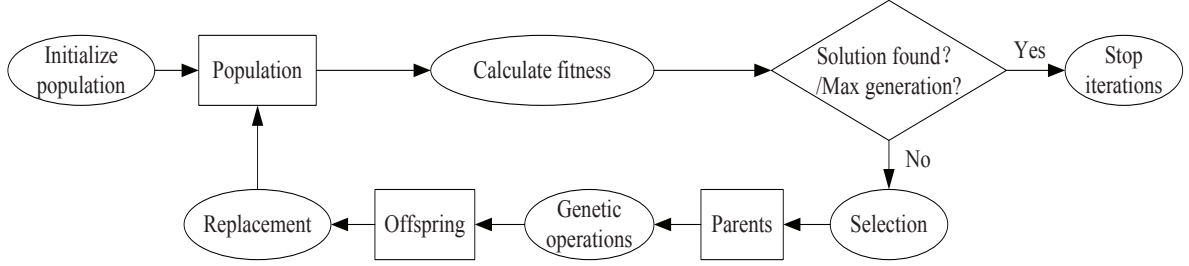 Initialize
population
Population
Calculate fitness
Solution found?
/Max generation?
Yes
Stop
iterations
No
Replacement
Offspring
Genetic
operations
Parents
Selection